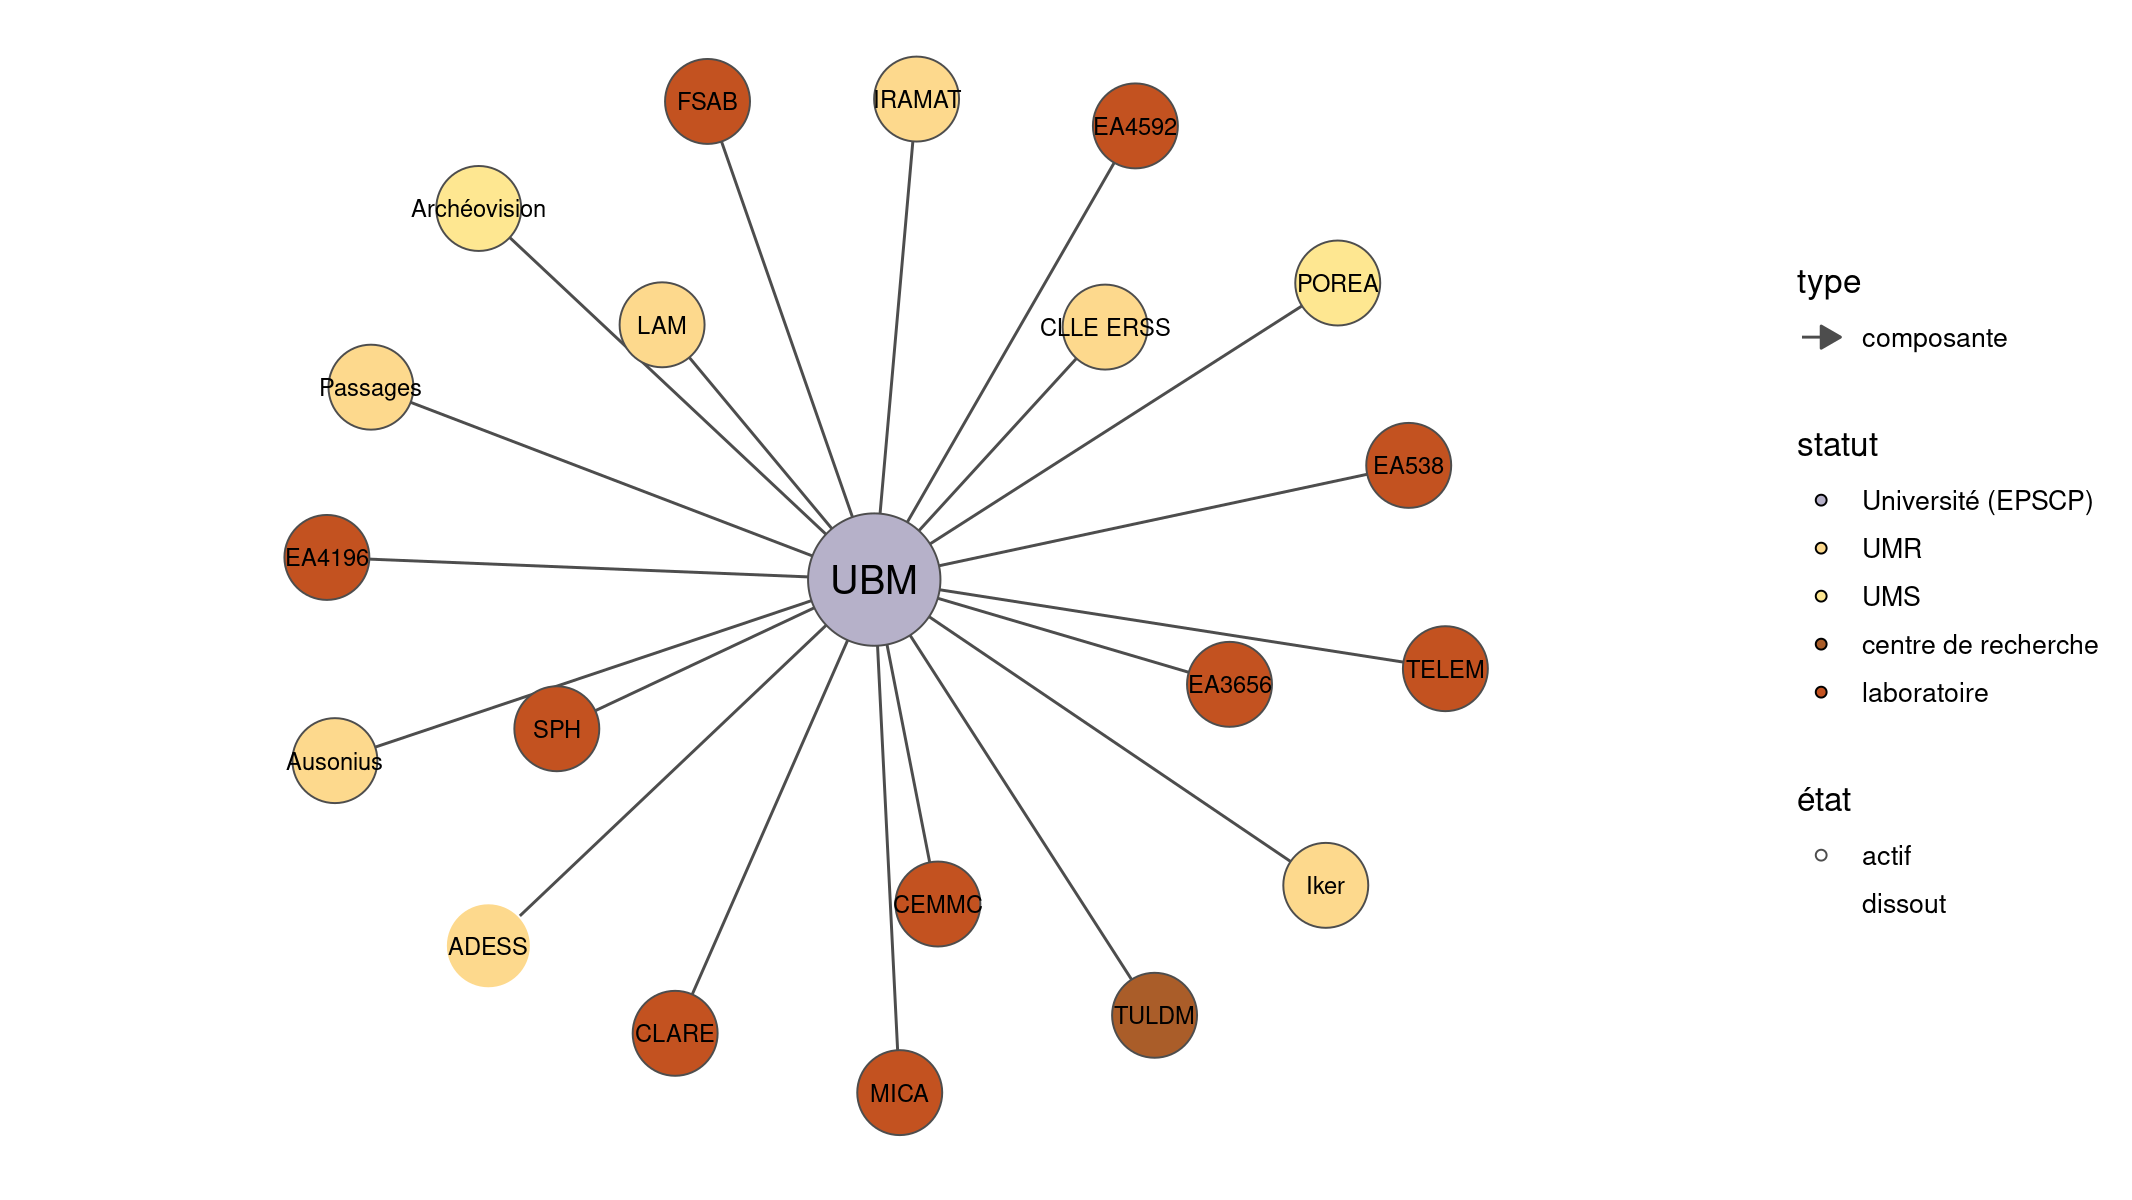 FSAB
IRAMAT
EA4592
Archéovision
POREA
LAM
CLLE ERSS
Passages
EA538
EA4196
UBM
TELEM
EA3656
SPH
Ausonius
Iker
CEMMC
ADESS
TULDM
CLARE
MICA
type
composante
statut
Université (EPSCP)
UMR
UMS
centre de recherche
laboratoire
état
actif
dissout